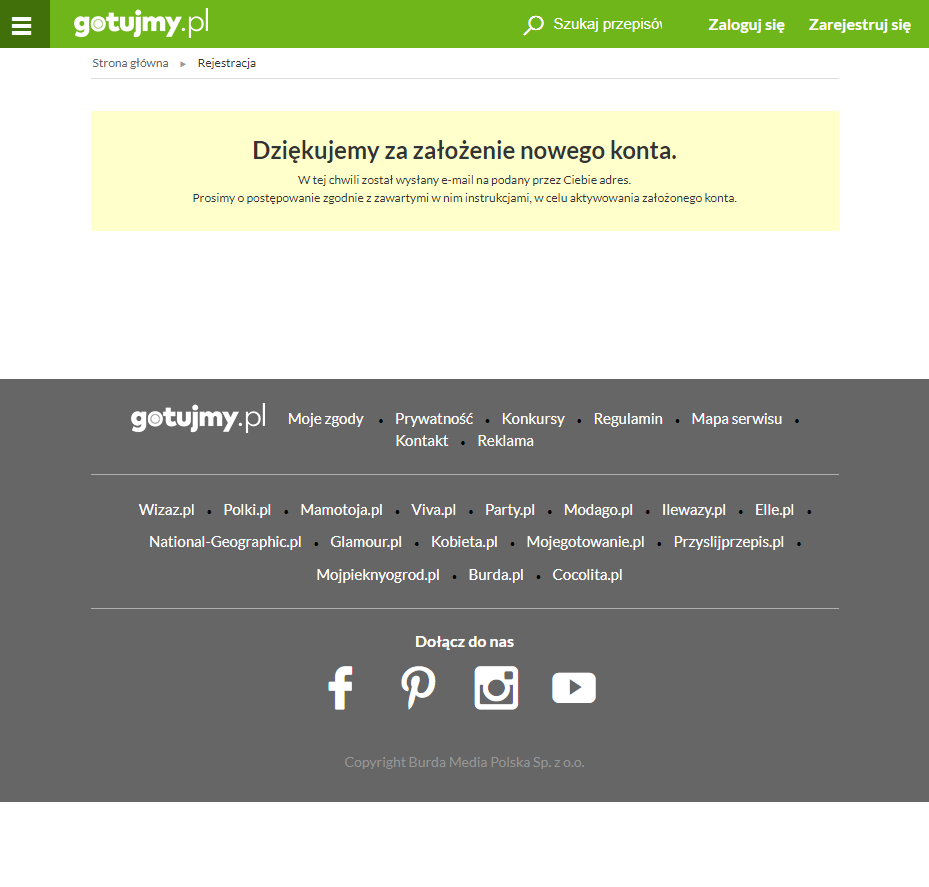 gotujmy.pl Szukaj przepisów Zaloguj się Zarejestruj się
Strona główna ▸ Rejestracja
Dziękujemy za założenie nowego konta.
W tej chwili został wysłany e-mail na podany przez Ciebie adres.
Prosimy o postępowanie zgodnie z zawartymi w nim instrukcjami, w celu aktywowania założonego konta.
gotujmy.pl Moje zgody • Prywatność • Konkursy • Regulamin • Mapa serwisu •
Kontakt • Reklama
Wizaz.pl • Polki.pl • Mamotoja.pl • Viva.pl • Party.pl • Modago.pl • Ilewazy.pl • Elle.pl •
National-Geographic.pl • Glamour.pl • Kobieta.pl • Mojegotowanie.pl • Przyslijprzepis.pl •
Mojpieknyogrod.pl • Burda.pl • Cocolita.pl
Dołącz do nas
Copyright Burda Media Polska Sp. z o.o.